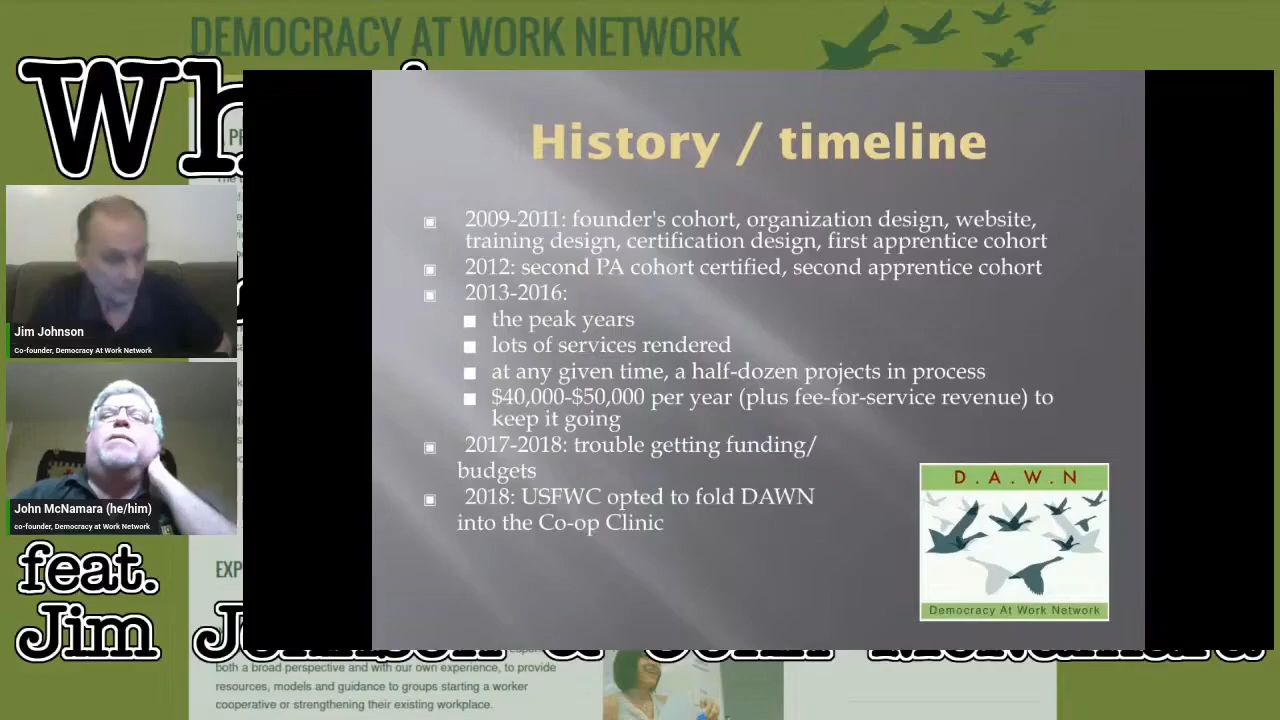 DEMOCRACY AT WORK NETWORK
Wh
History / timeline
2009-2011: founder's cohort, organization design, website,
training design, certification design, first apprentice cohort
2012: second PA cohort certified, second apprentice cohort
2013-2016:
the peak years
lots of services rendered
at any given time, a half-dozen projects in process
$40,000-$50,000 per year (plus fee-for-service revenue) to
keep it going
2017-2018: trouble getting funding/
budgets
2018: USFWC opted to fold DAWN
into the Co-op Clinic
D.A.W.N
Democracy At Work Network
Jim Johnson
Co-founder, Democracy At Work Network
John McNamara (he/him)
co-founder, Democracy at Work Network
feat.
Jim
EXP
both a broad perspective and with our own experience, to provide
resources, models and guidance to groups starting a worker
cooperative or strengthening their existing workplace.